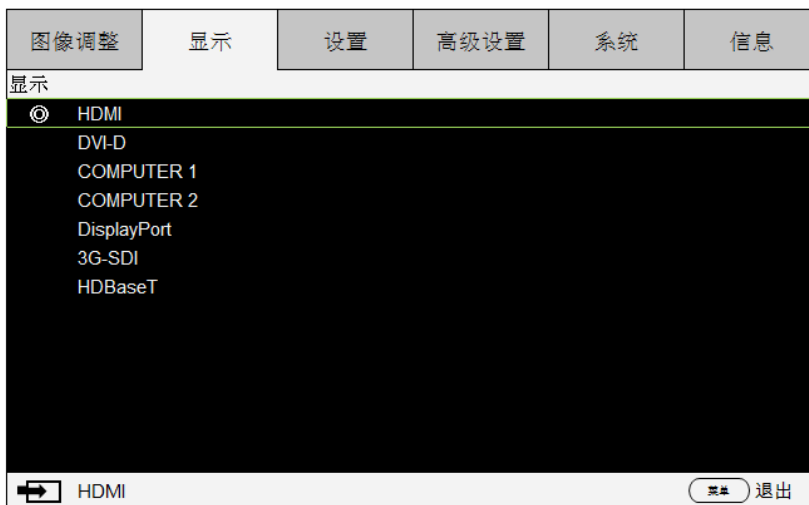 图像调整 显示 设置 高级设置 系统 信息
显示
HDMI
DVI-D
COMPUTER 1
COMPUTER 2
DisplayPort
3G-SDI
HDBaseT
HDMI 菜单 退出